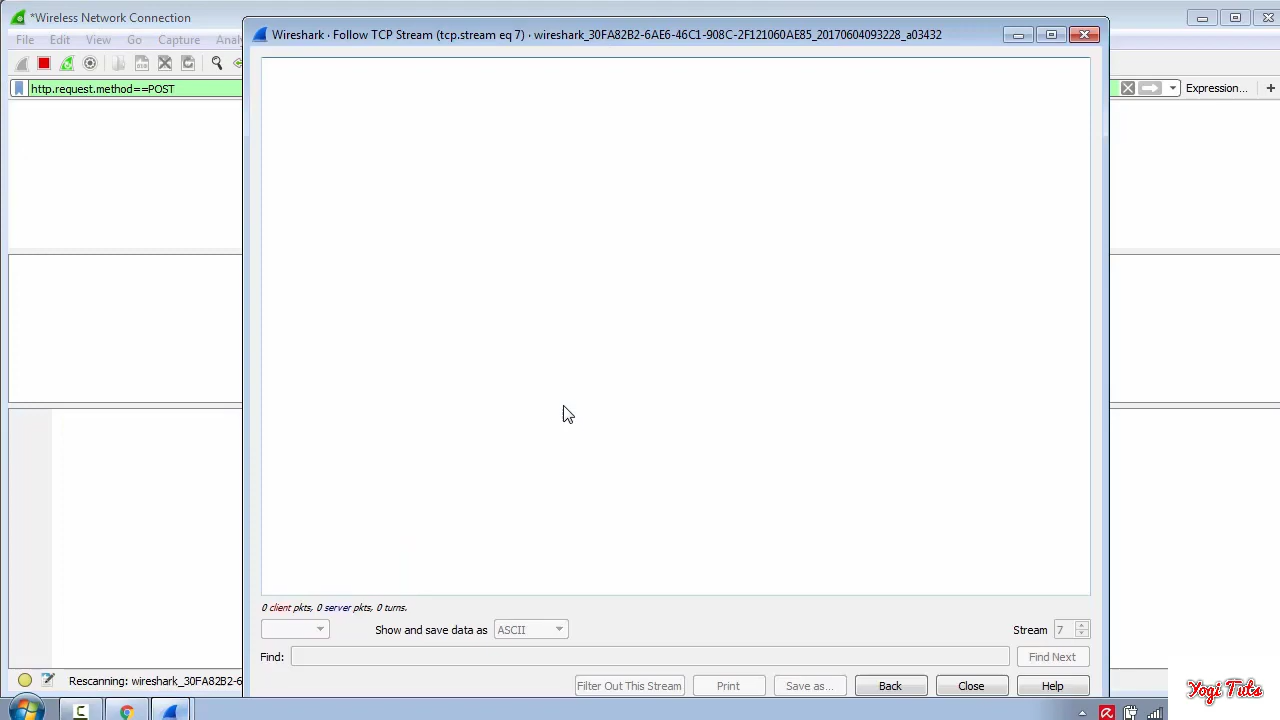 *Wireless Network Connection
Wireshark · Follow TCP Stream (tcp.stream eq 7) · wireshark_30FA82B2-6AE6-46C1-908C-2F121060AE59_20170604093228_a03432
File Edit View Go Capture Analy
http.request.method==POST
Expression...
+
0 client pkts, 0 server pkts, 0 turns.
Show and save data as
ASCII
Stream
7
Find:
Find Next
Filter Out This Stream
Print
Save as...
Back
Close
Help
Rescanning: wireshark_30FA82B2-6
Yogi Tuts